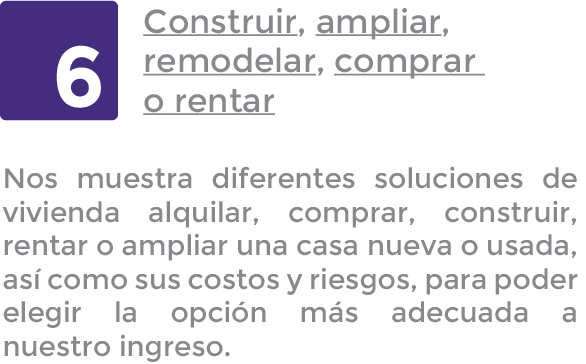 6
Construir, ampliar,
remodelar, comprar
o rentar
Nos muestra diferentes soluciones de
vivienda alquilar, comprar, construir,
rentar o ampliar una casa nueva o usada,
así como sus costos y riesgos, para poder
elegir la opción más adecuada a
nuestro ingreso.